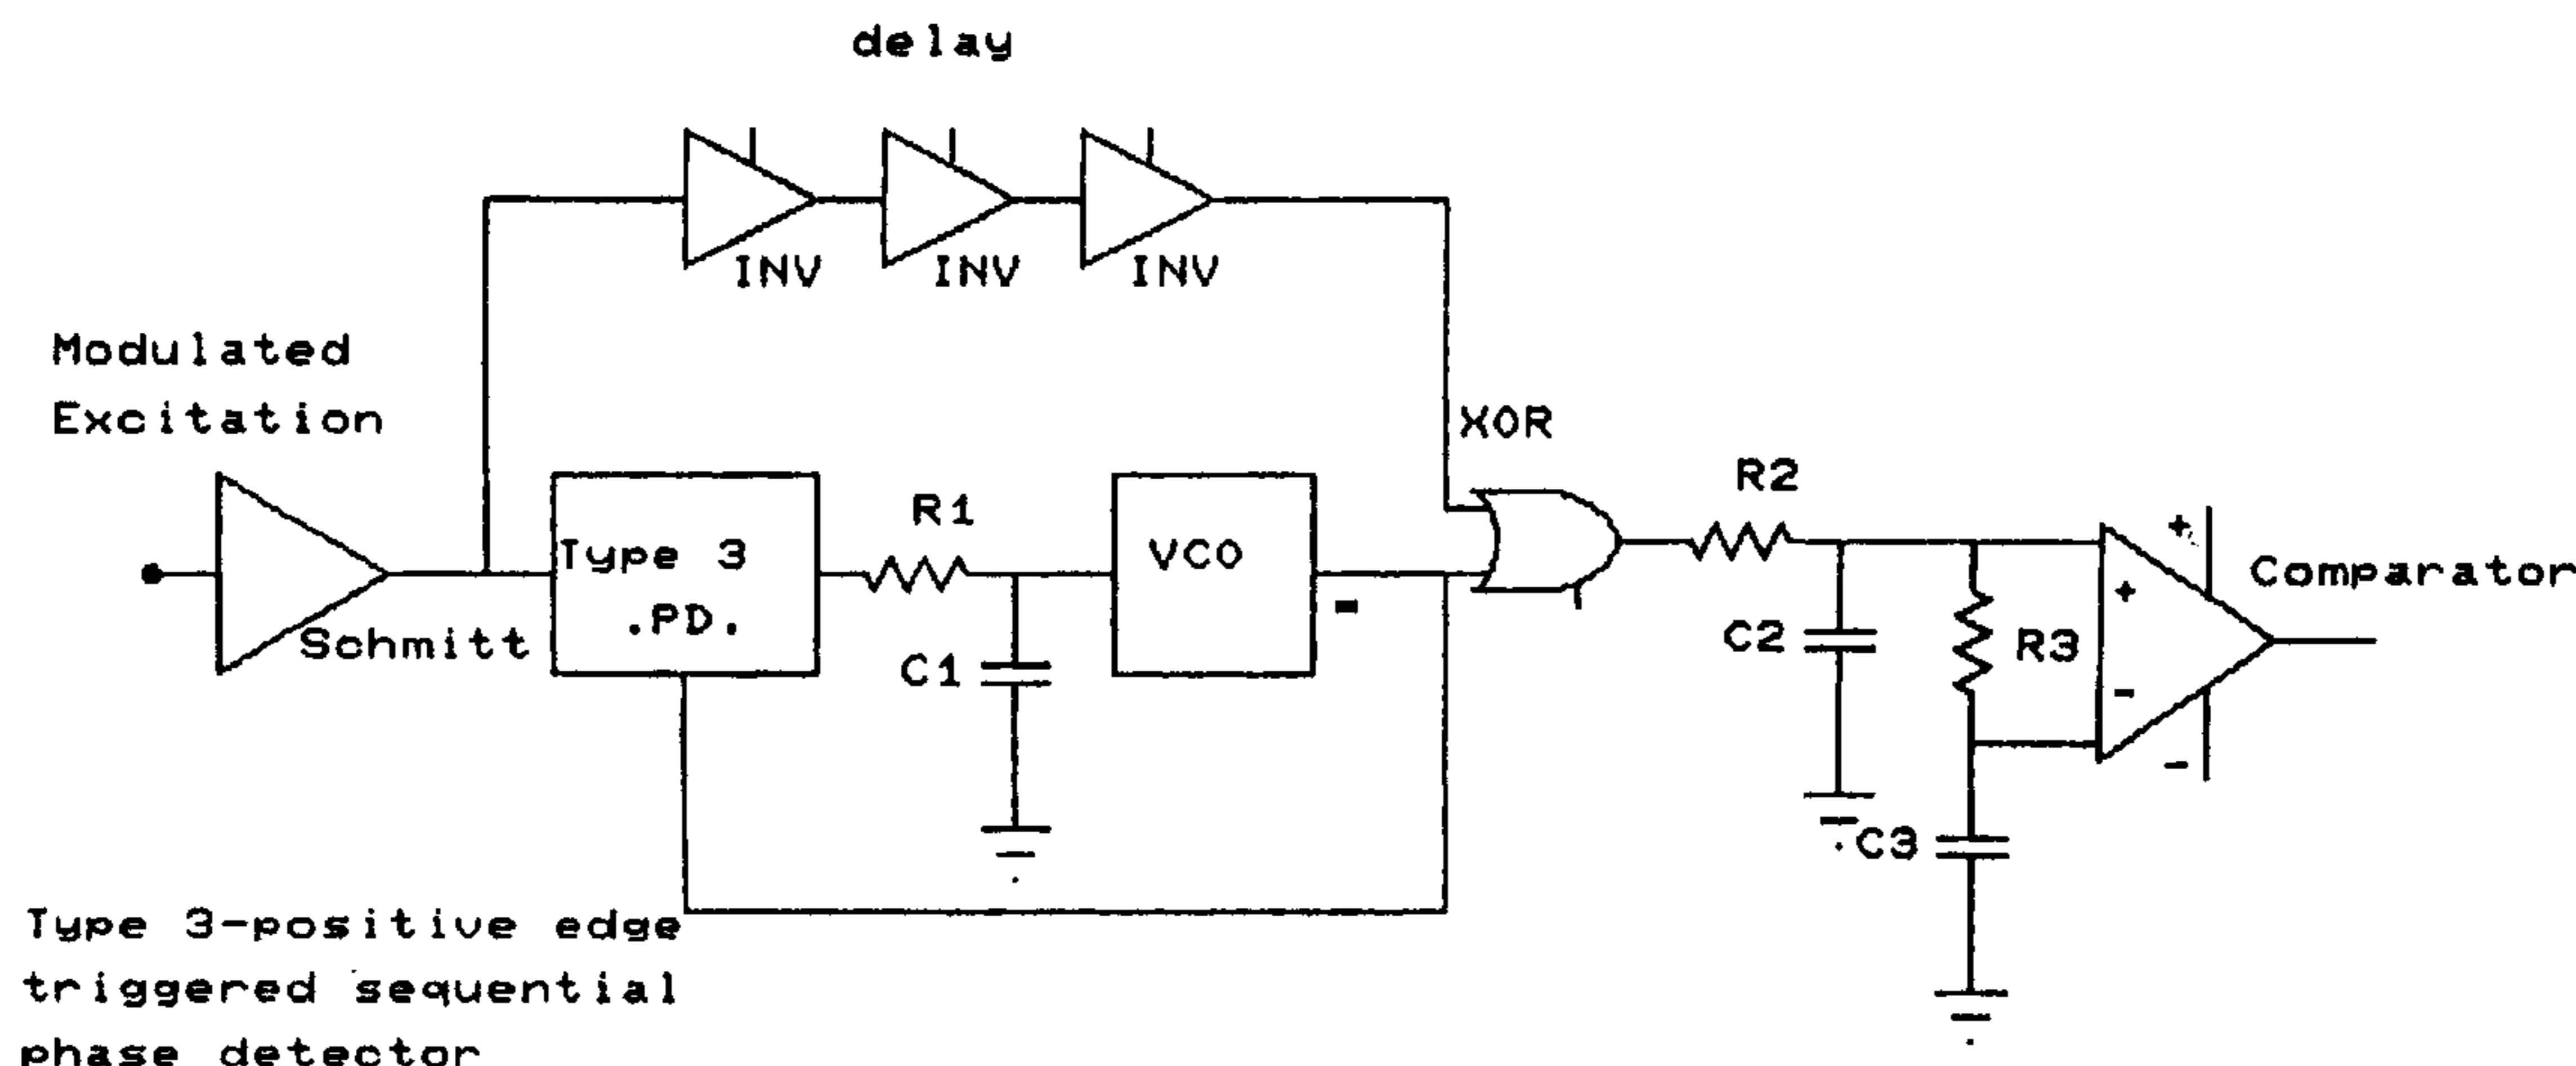 delay
INV
INV
INV
Modulated
Excitation
XOR
R2
R1
+
Type 3
.PD.
VCO
+
Comparator
Schmitt
-
C1
C2
R3
-
-
C3
Type 3-positive edge
triggered sequential
phase detector